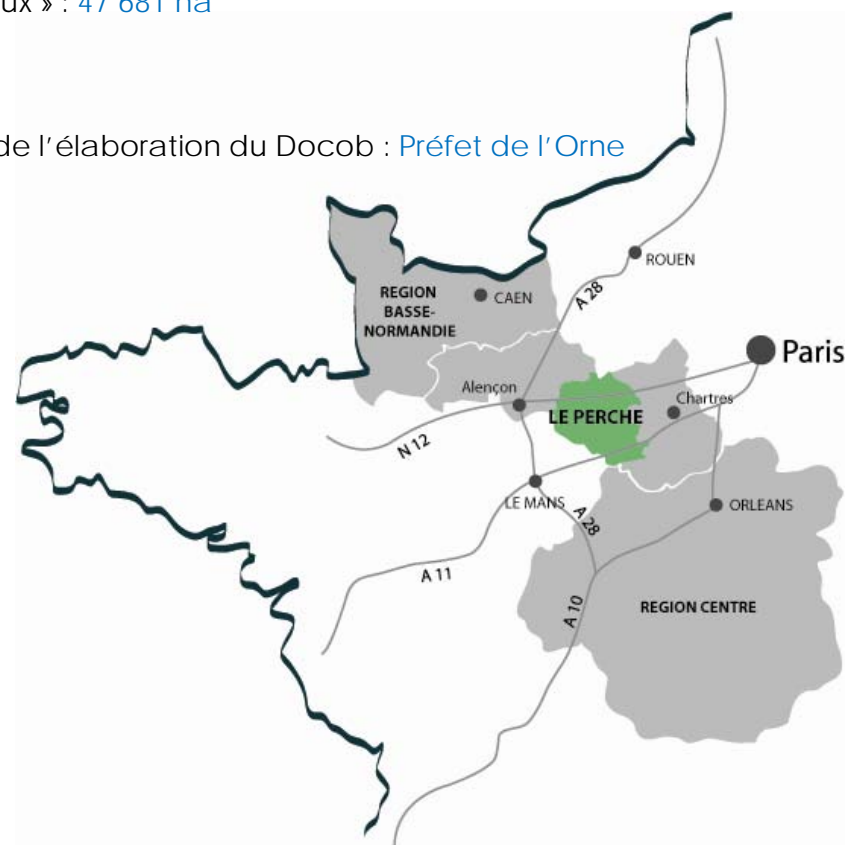 ux » : 47 681 ha
de l'élaboration du Docob : Préfet de l'Orne
ROUEN
A 28
REGION
BASSE-
NORMANDIE
CAEN
Paris
Alençon
Chartres
LE PERCHE
N 12
LE MANS
A 28
ORLEANS
A 11
A 10
REGION CENTRE